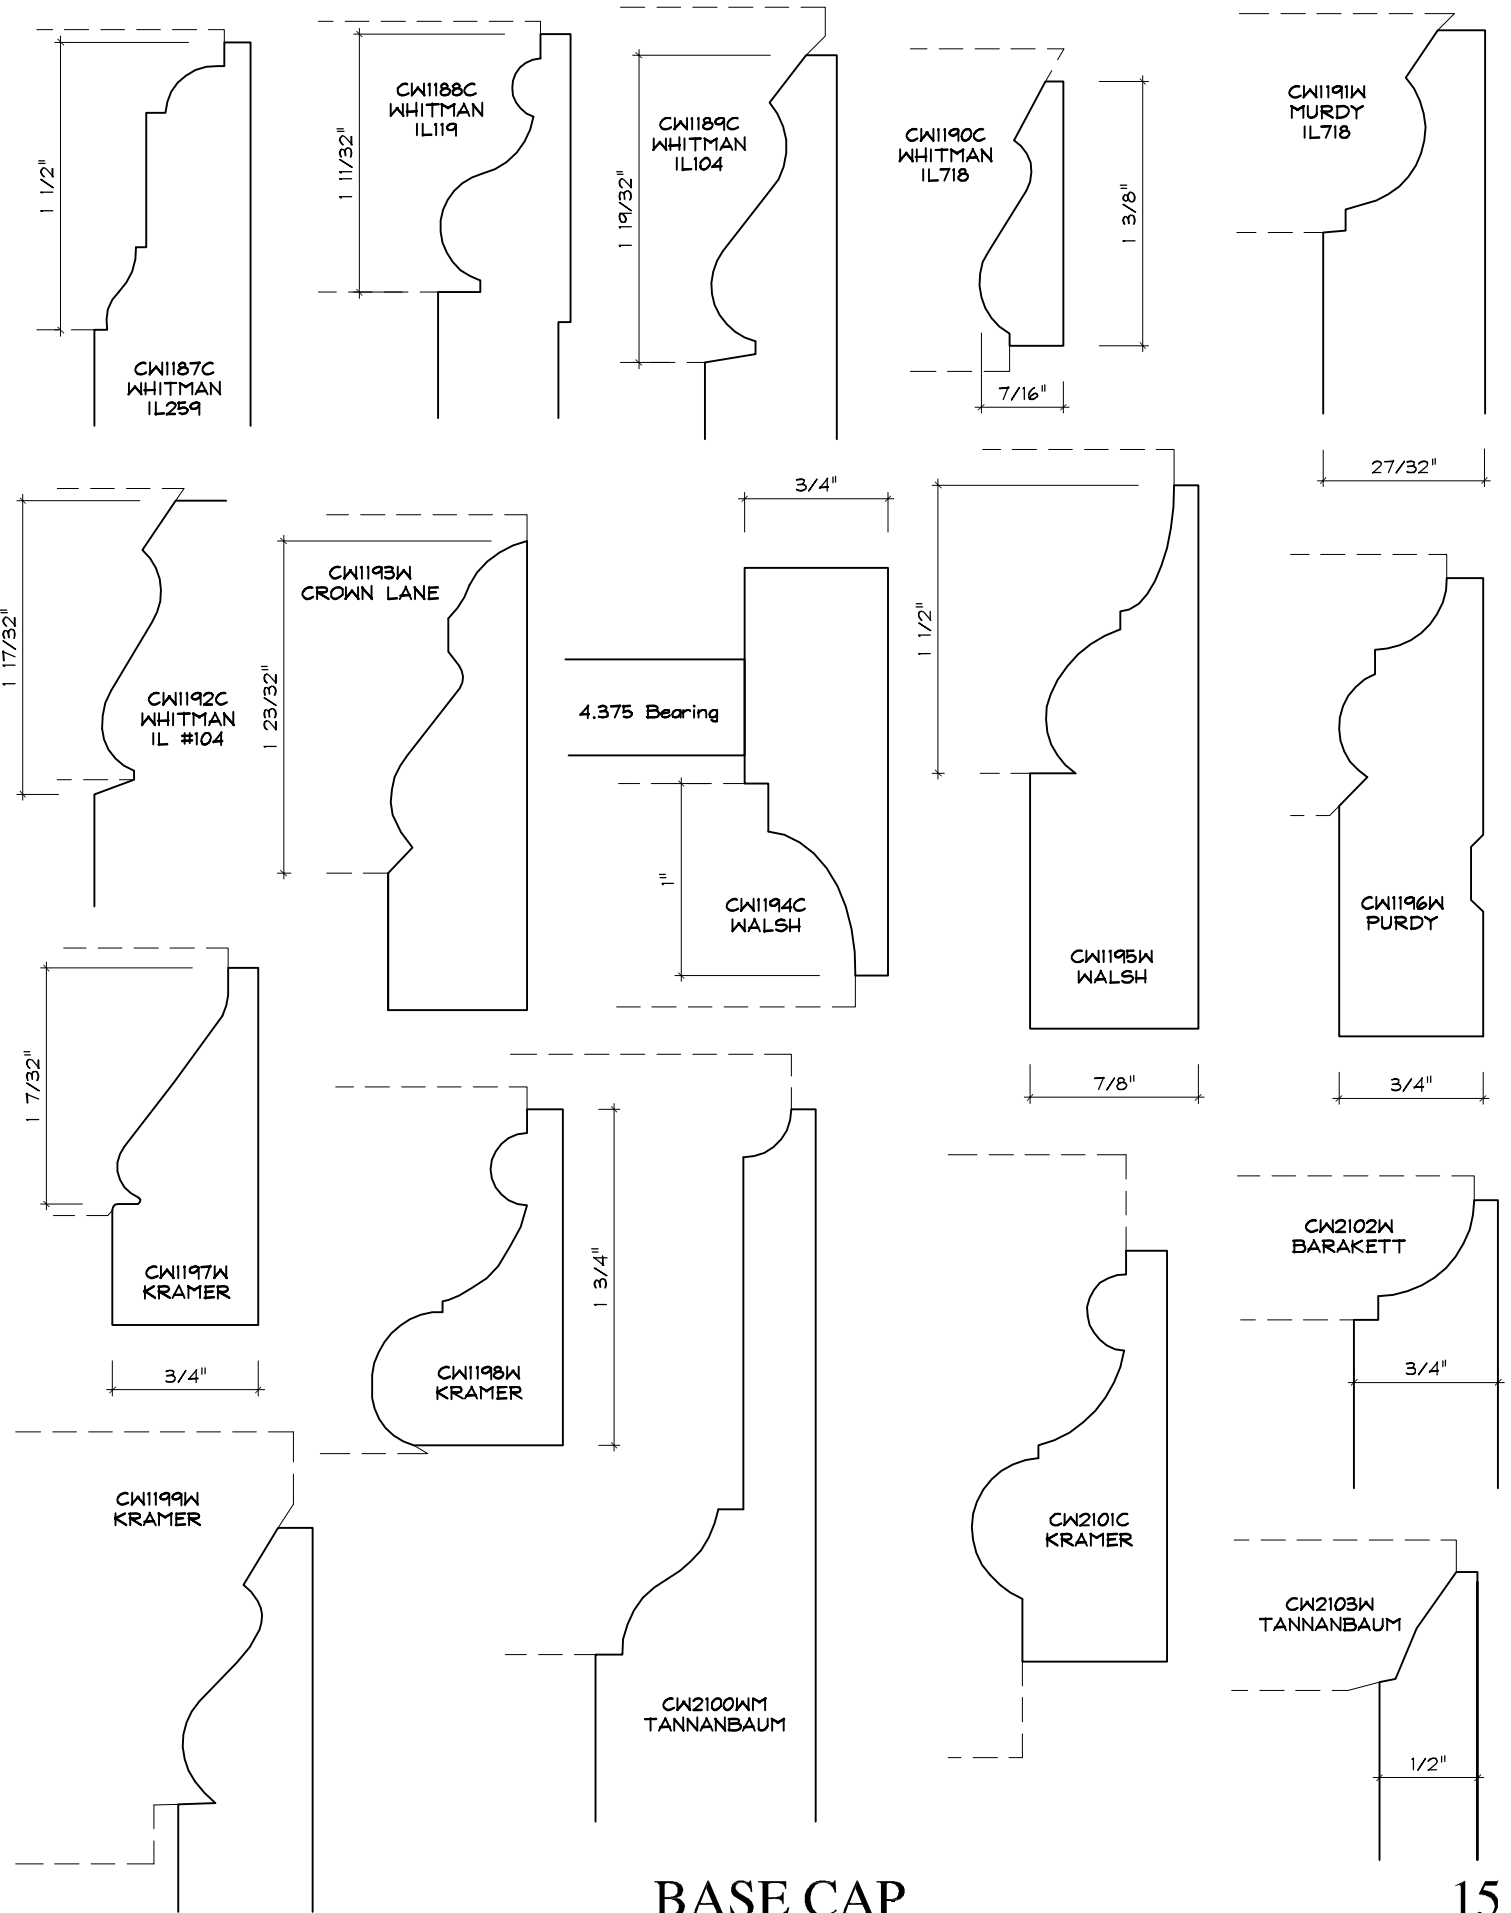 1 1/2"
CW1187C
WHITMAN
IL259
1 11/32"
CW1188C
WHITMAN
IL119
1 19/32"
CW1189C
WHITMAN
IL104
CW1190C
WHITMAN
IL718
1 3/8"
7/16"
CW1191W
MURDY
IL718
27/32"
1 17/32"
CW1192C
WHITMAN
IL #104
CW1193W
CROWN LANE
1 23/32"
3/4"
4.375 Bearing
1"
CW1194C
WALSH
1 1/2"
CW1195W
WALSH
7/8"
CW1196W
PURDY
3/4"
1 7/32"
CW1197W
KRAMER
3/4"
CW1198W
KRAMER
1 3/4"
CW2102W
BARAKETT
3/4"
CW1199W
KRAMER
CW2100WM
TANNANBAUM
CW2101C
KRAMER
CW2103W
TANNANBAUM
1/2"
BASE CAP
15